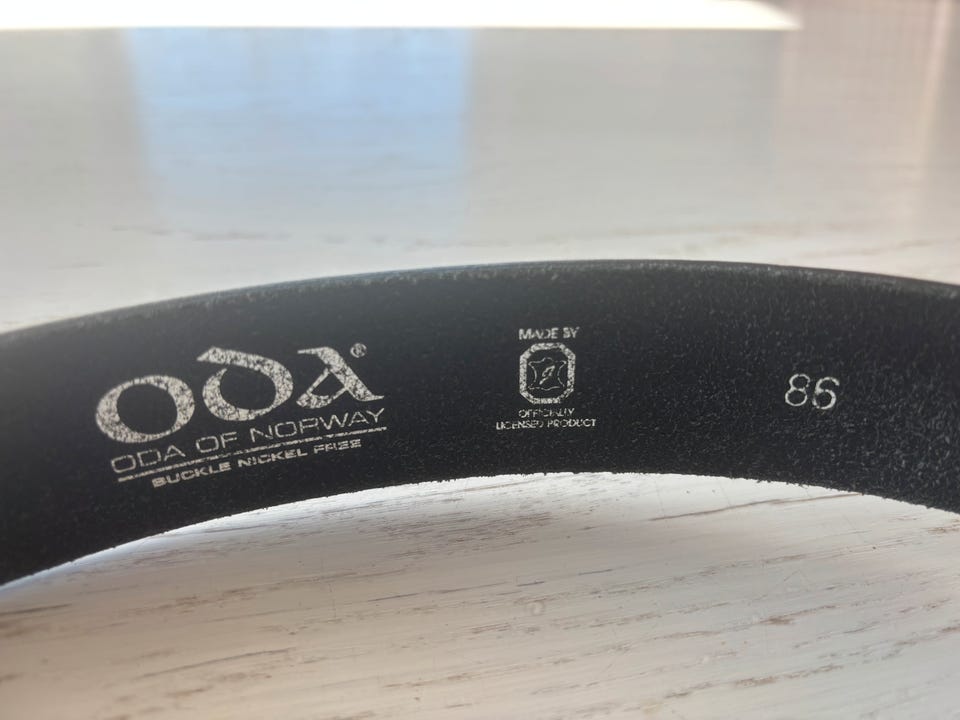 ODA®
ODA OF NORWAY
BUCKLE NICKEL FREE
MADE BY
OFFICIALLY
LICENSED PRODUCT
86